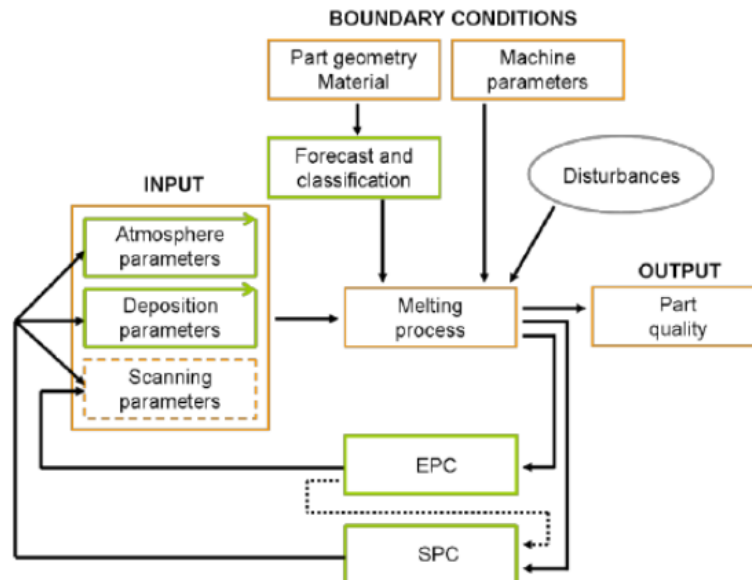 BOUNDARY CONDITIONS
Part geometry
Material
Machine
parameters
Forecast and
classification
Disturbances
INPUT
Atmosphere
parameters
Deposition
parameters
Scanning
parameters
Melting
process
OUTPUT
Part
quality
EPC
SPC